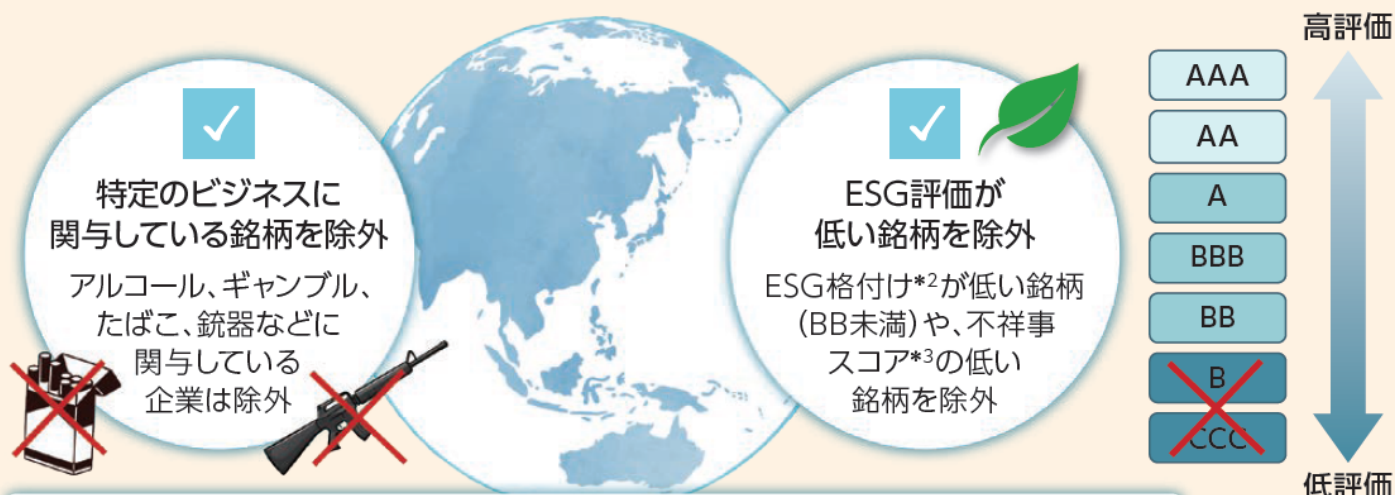 特定のビジネスに
関与している銘柄を除外
アルコール、ギャンブル、
たばこ、銃器などに
関与している
企業は除外
ESG評価が
低い銘柄を除外
ESG格付け*2が低い銘柄
(BB未満)や、不祥事
スコア*3の低い
銘柄を除外
高評価
AAA
AA
A
BBB
BB
B
CCC
低評価